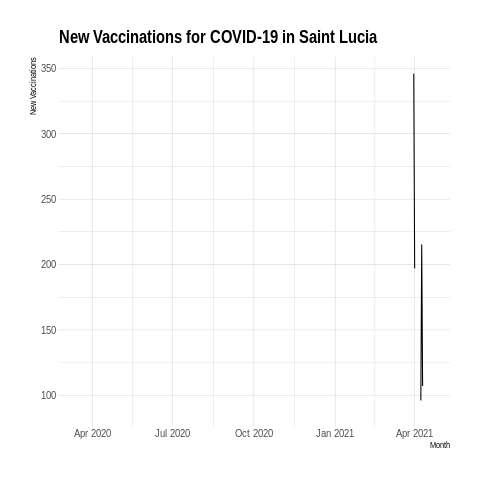 New Vaccinations for COVID-19 in Saint Lucia
New Vaccinations
350
300
250
200
150
100
Apr 2020 Jul 2020 Oct 2020 Jan 2021 Apr 2021
Month